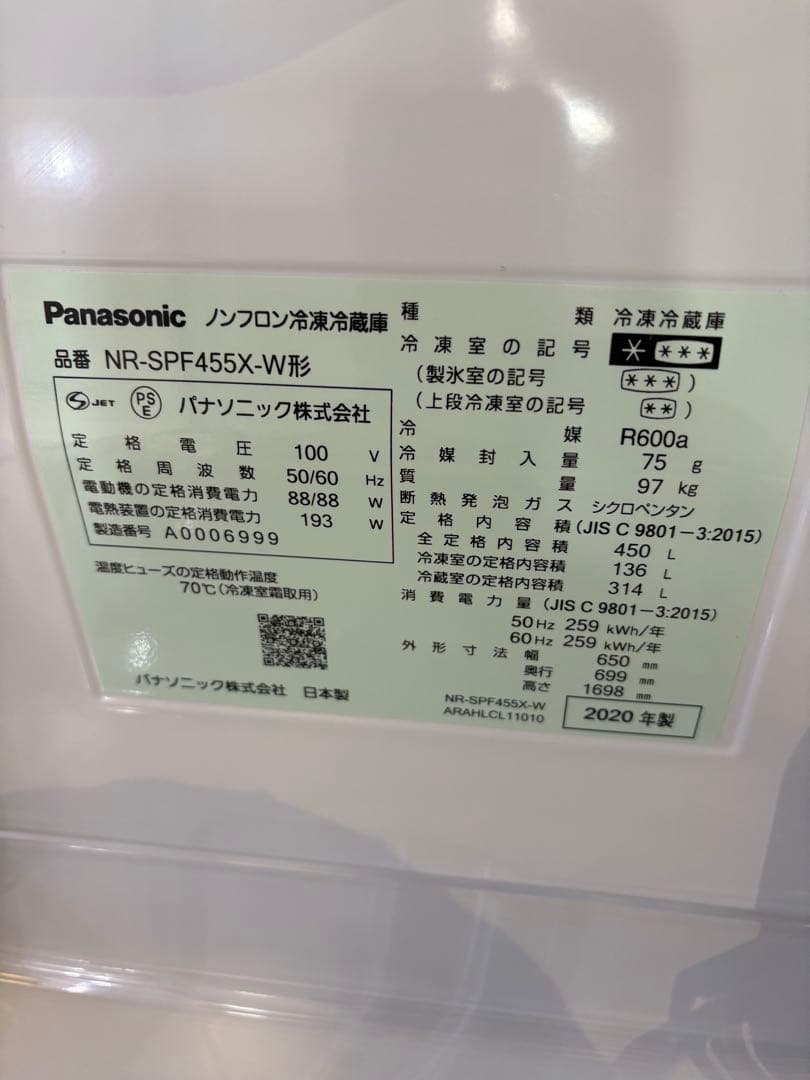 Panasonic ノンフロン冷凍冷蔵庫
品番 NR-SPF455X-W形
S JET PSE パナソニック株式会社
定格電圧 100 V
定格周波数 50/60 Hz
電動機の定格消費電力 88/88 W
電熱装置の定格消費電力 193 W
製造番号 A0006999
温度ヒューズの定格動作温度
70℃(冷凍室霜取用)
パナソニック株式会社 日本製
種類 冷凍冷蔵庫
冷凍室の記号 * ***
(製氷室の記号 ***)
(上段冷凍室の記号 **)
冷媒 R600a
冷媒封入量 75 g
質量 97 kg
断熱発泡ガス シクロペンタン
定格内容積(JIS C 9801-3:2015)
全定格内容積 450 L
冷凍室の定格内容積 136 L
冷蔵室の定格内容積 314 L
消費電力量(JIS C 9801-3:2015)
50Hz 259 kWh/年
60Hz 259 kWh/年
外形寸法 幅 650 mm
奥行 699 mm
高さ 1698 mm
NR-SPF455X-W
ARAHLCL11010
2020年製